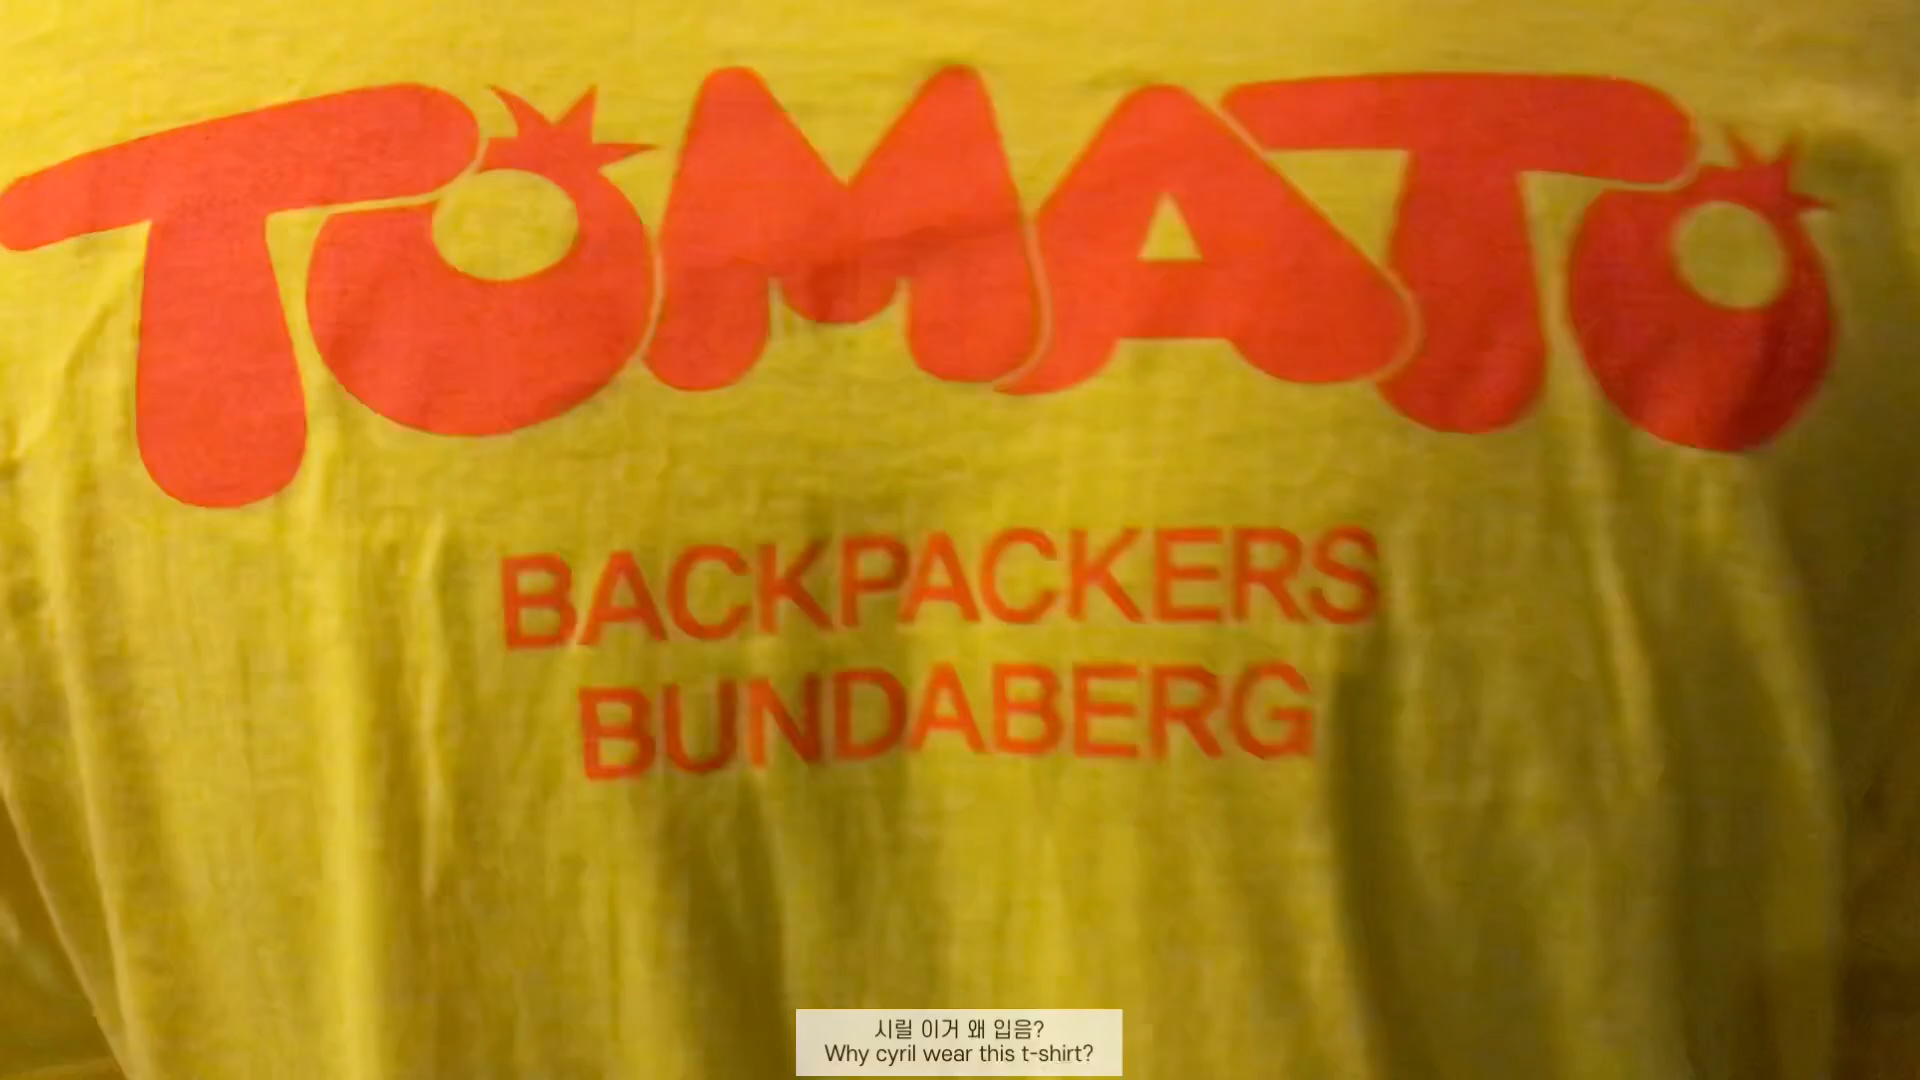 TOMATO
BACKPACKERS
BUNDABERG
시릴 이거 왜 입음?
Why cyril wear this t-shirt?